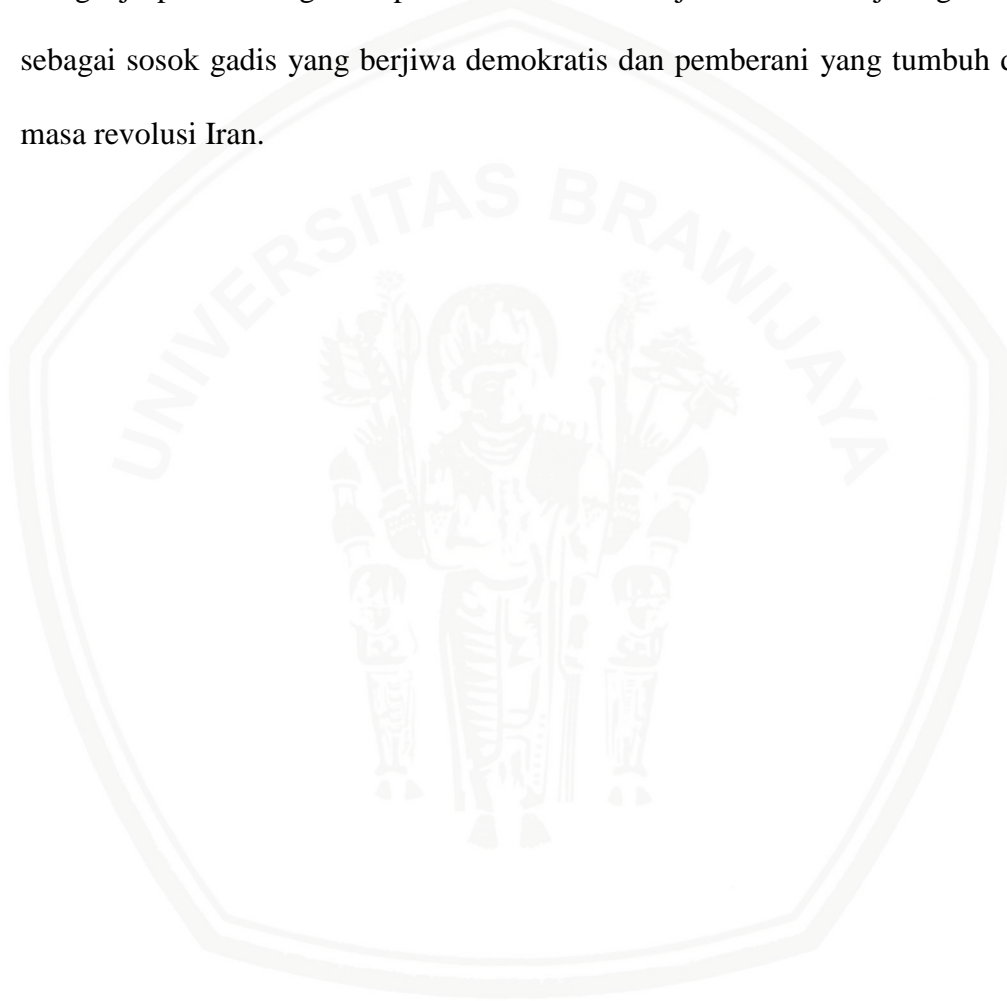 sebagai sosok gadis yang berjiwa demokratis dan pemberani yang tumbuh
masa revolusi Iran.
UNIVERSITAS BRAWIJAYA